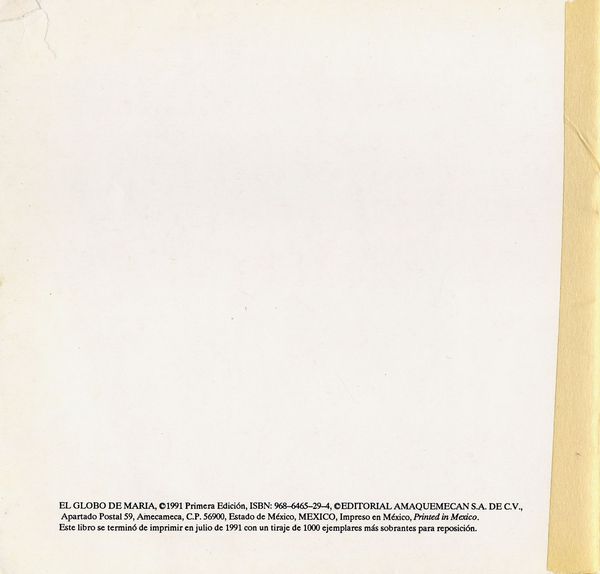 EL GLOBO DE MARIA, ©1991 Primera Edición, ISBN: 968–6465–29–4, ©EDITORIAL AMAQUEMECAN S.A. DE C.V.,
Apartado Postal 59, Amecameca, C.P. 56900, Estado de México, MEXICO, Impreso en México, Printed in Mexico.
Este libro se terminó de imprimir en julio de 1991 con un tiraje de 1000 ejemplares más sobrantes para reposición.